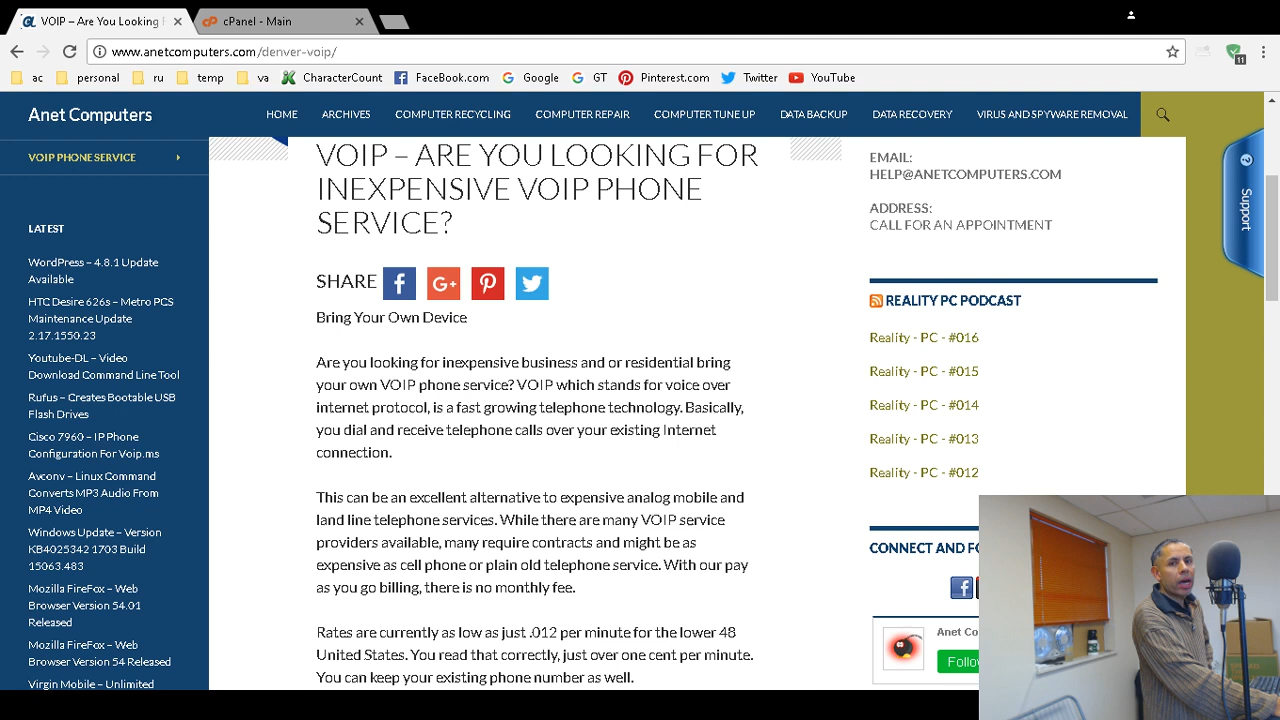 VOIP – Are You Looking F
cPanel - Main
www.anetcomputers.com/denver-voip/
11
ac
personal
ru
temp
va
CharacterCount
FaceBook.com
Google
GT
Pinterest.com
Twitter
YouTube
Anet Computers
HOME
ARCHIVES
COMPUTER RECYCLING
COMPUTER REPAIR
COMPUTER TUNE UP
DATA BACKUP
DATA RECOVERY
VIRUS AND SPYWARE REMOVAL
VOIP PHONE SERVICE
LATEST
WordPress – 4.8.1 Update
Available
HTC Desire 626s – Metro PCS
Maintenance Update
2.17.1550.23
Youtube-DL – Video
Download Command Line Tool
Rufus – Creates Bootable USB
Flash Drives
Cisco 7960 – IP Phone
Configuration For Voip.ms
Avconv – Linux Command
Converts MP3 Audio From
MP4 Video
Windows Update – Version
KB4025342 1703 Build
15063.483
Mozilla FireFox – Web
Browser Version 54.01
Released
Mozilla FireFox – Web
Browser Version 54 Released
Virgin Mobile – Unlimited
VOIP – ARE YOU LOOKING FOR
INEXPENSIVE VOIP PHONE
SERVICE?
SHARE
Bring Your Own Device
Are you looking for inexpensive business and or residential bring
your own VOIP phone service? VOIP which stands for voice over
internet protocol, is a fast growing telephone technology. Basically,
you dial and receive telephone calls over your existing Internet
connection.
This can be an excellent alternative to expensive analog mobile and
land line telephone services. While there are many VOIP service
providers available, many require contracts and might be as
expensive as cell phone or plain old telephone service. With our pay
as you go billing, there is no monthly fee.
Rates are currently as low as just .012 per minute for the lower 48
United States. You read that correctly, just over one cent per minute.
You can keep your existing phone number as well.
EMAIL:
HELP@ANETCOMPUTERS.COM
ADDRESS:
CALL FOR AN APPOINTMENT
REALITY PC PODCAST
Reality - PC - #016
Reality - PC - #015
Reality - PC - #014
Reality - PC - #013
Reality - PC - #012
CONNECT AND FO
Anet Co
Follo
Support